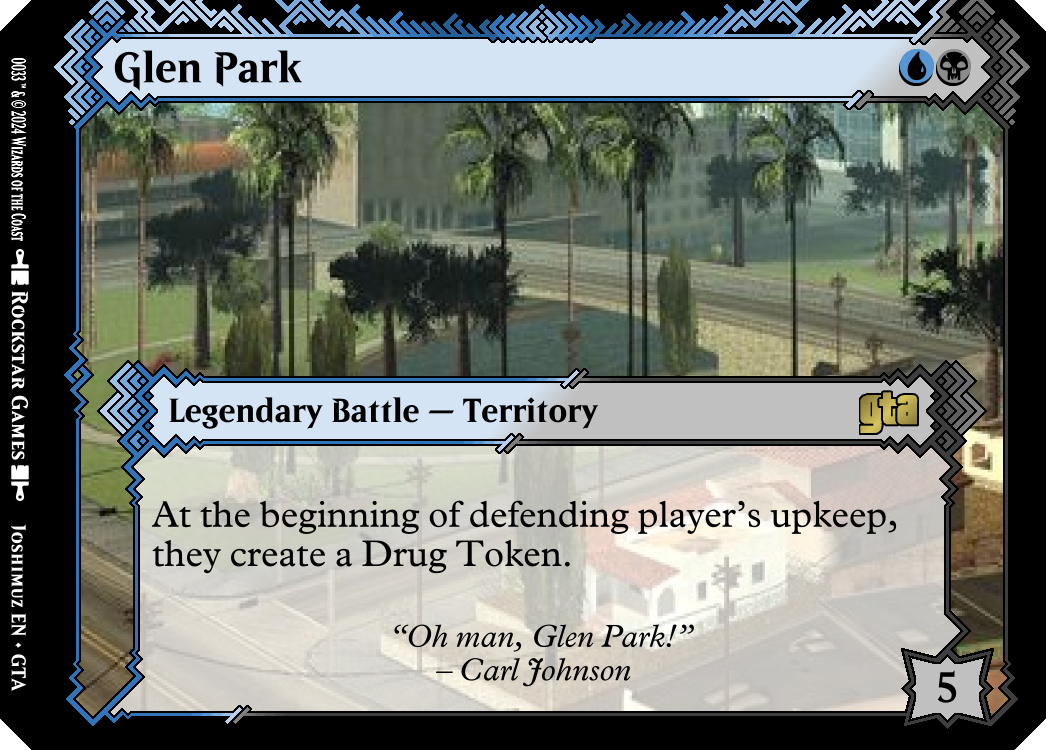 Glen Park
Legendary Battle — Territory
gta
At the beginning of defending player's upkeep,
they create a Drug Token.
“Oh man, Glen Park!”
– Carl Johnson
5
0033 ™ & © 2024 Wizards of the Coast Rockstar Games Joshimuz EN • GTA